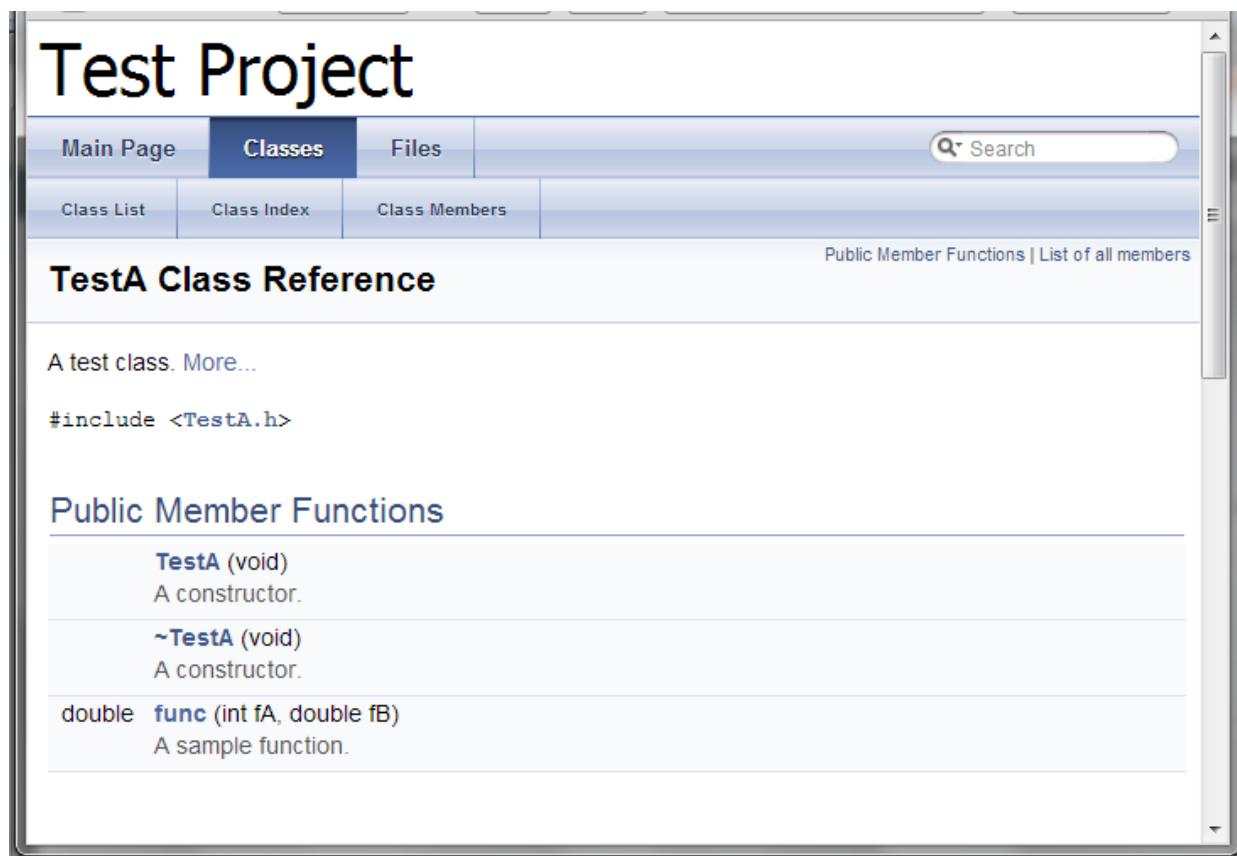 Test Project
Main Page Classes Files Search
Class List Class Index Class Members
Public Member Functions | List of all members
TestA Class Reference
A test class. More...
#include <TestA.h>
Public Member Functions
TestA (void)
A constructor.
~TestA (void)
A constructor.
double func (int fA, double fB)
A sample function.